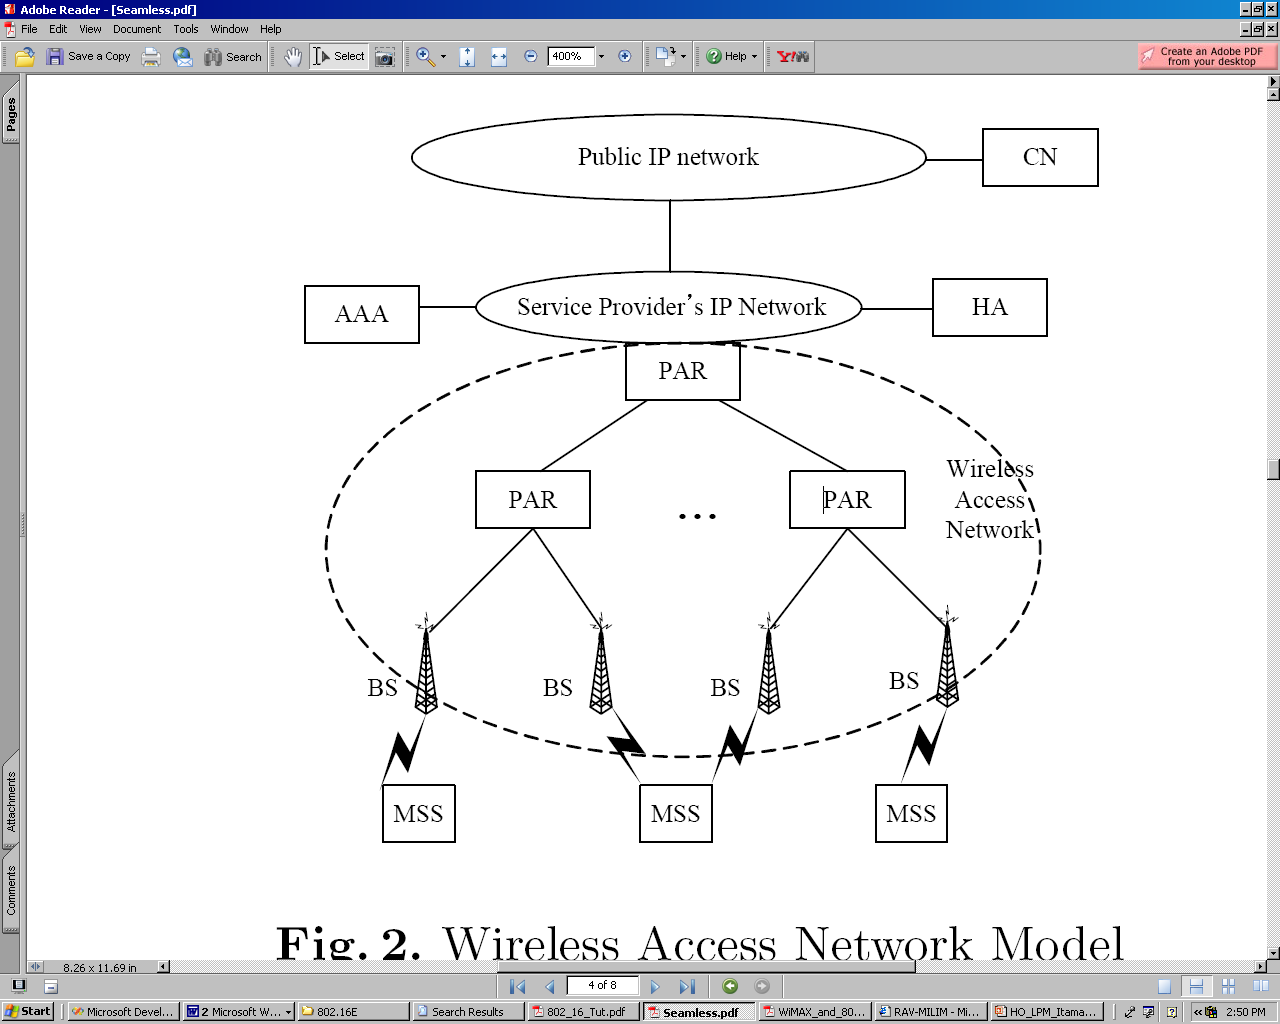 Adobe Reader - [Seamless.pdf]
File Edit View Document Tools Window Help
Save a Copy Search Select 400% Help Y!
Create an Adobe PDF
from your desktop
Pages
Attachments
Comments
Public IP network
CN
AAA
Service Provider's IP Network
HA
PAR
PAR
...
PAR
Wireless
Access
Network
BS
BS
BS
BS
MSS
MSS
MSS
Fig. 2. Wireless Access Network Model
8.26 x 11.69 in
4 of 8
Start Microsoft Devel... 2 Microsoft W... 802.16E Search Results 802_16_Tut.pdf Seamless.pdf WiMAX_and_80... RAV-MILIM - Mi... HO_LPM_Itama... 2:50 PM